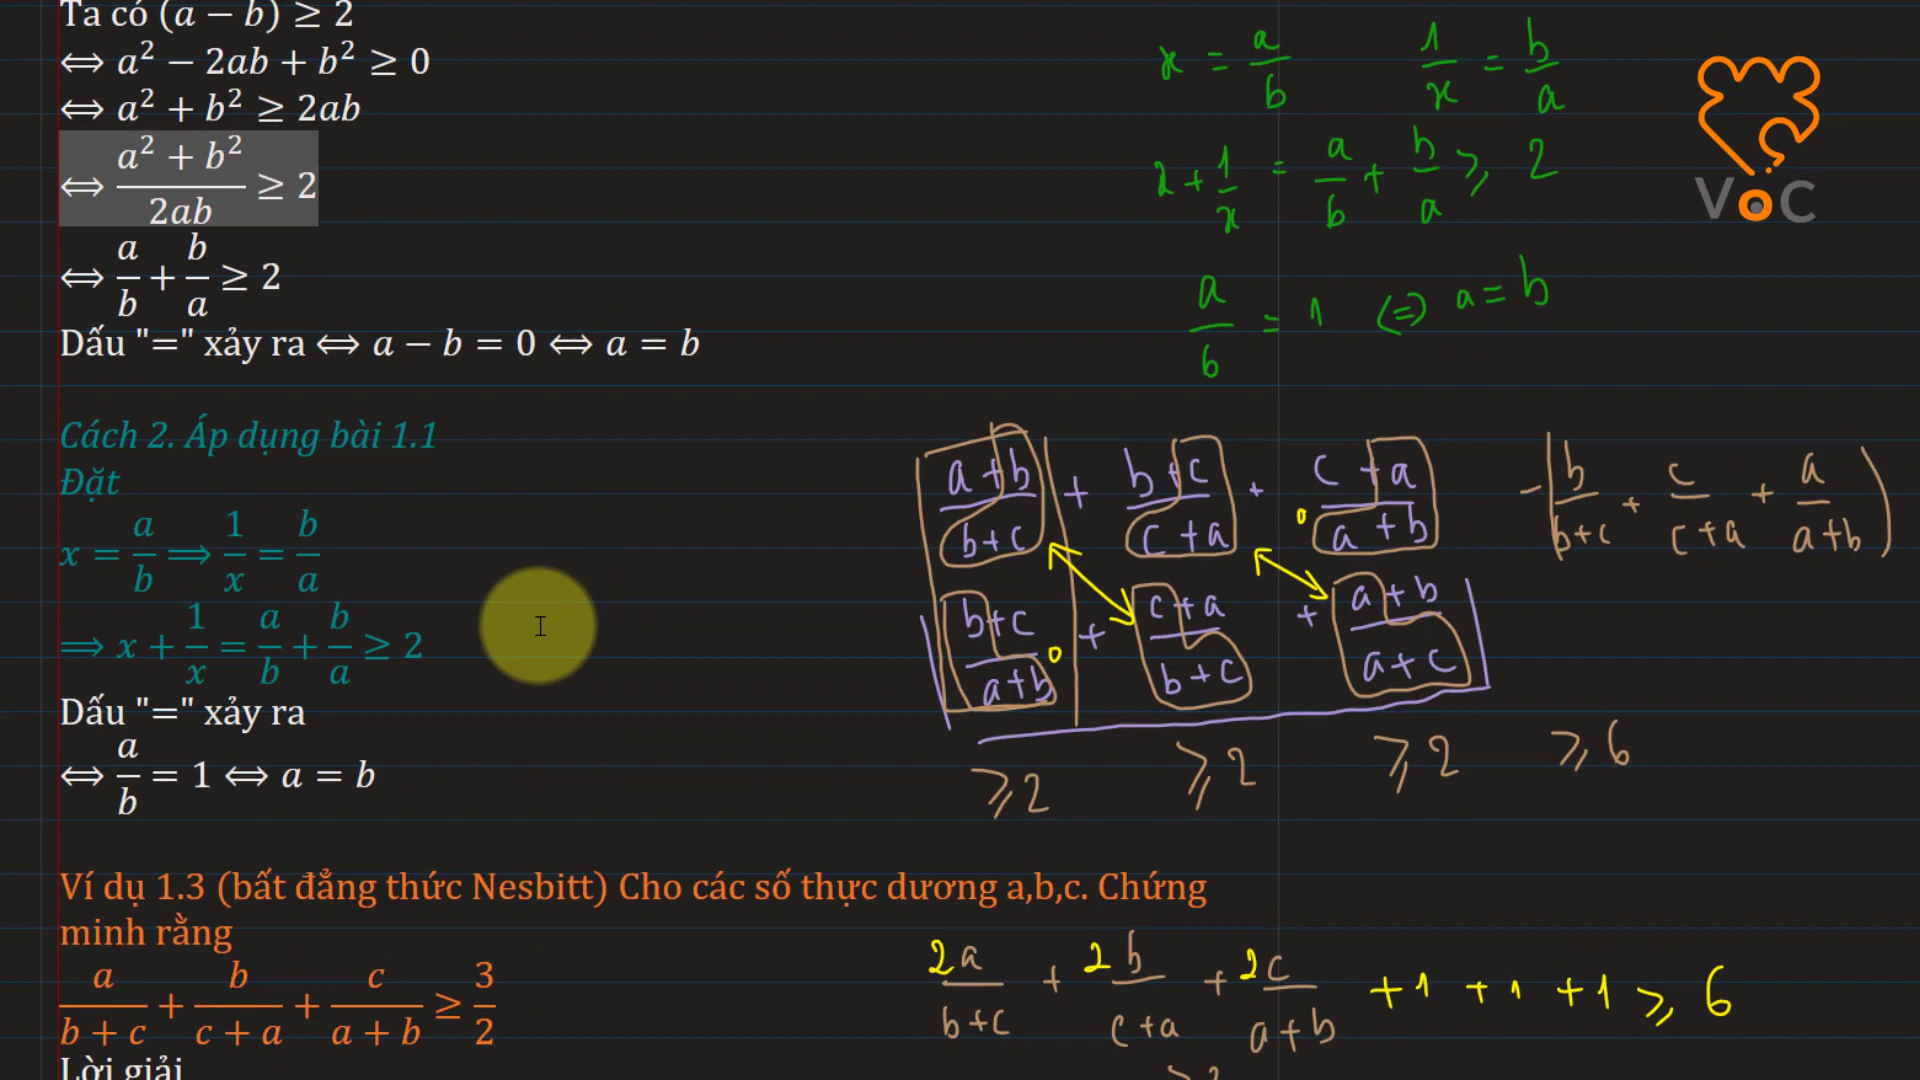 Ta có (a − b) ≥ 2
⟺ a² − 2ab + b² ≥ 0
⟺ a² + b² ≥ 2ab
⟺ (a² + b²)/(2ab) ≥ 2
⟺ a/b + b/a ≥ 2
Dấu "=" xảy ra ⟺ a − b = 0 ⟺ a = b
Cách 2. Áp dụng bài 1.1
Đặt
x = a/b ⟹ 1/x = b/a
⟹ x + 1/x = a/b + b/a ≥ 2
Dấu "=" xảy ra
⟺ a/b = 1 ⟺ a = b
Ví dụ 1.3 (bất đẳng thức Nesbitt) Cho các số thực dương a,b,c. Chứng
minh rằng
a/(b + c) + b/(c + a) + c/(a + b) ≥ 3/2
Lời giải
x = a/b 1/x = b/a
2 + 1/x = a/b + b/a ≥ 2
a/b = 1 ⟺ a = b
VOC
(a+b)/(b+c) + (b+c)/(c+a) + (c+a)/(a+b) − (b/(b+c) + c/(c+a) + a/(a+b))
(b+c)/(a+b) + (c+a)/(b+c) + (a+b)/(a+c)
≥ 2 ≥ 2 ≥ 2 ≥ 6
2a/(b+c) + 2b/(c+a) + 2c/(a+b) + 1 + 1 + 1 ≥ 6